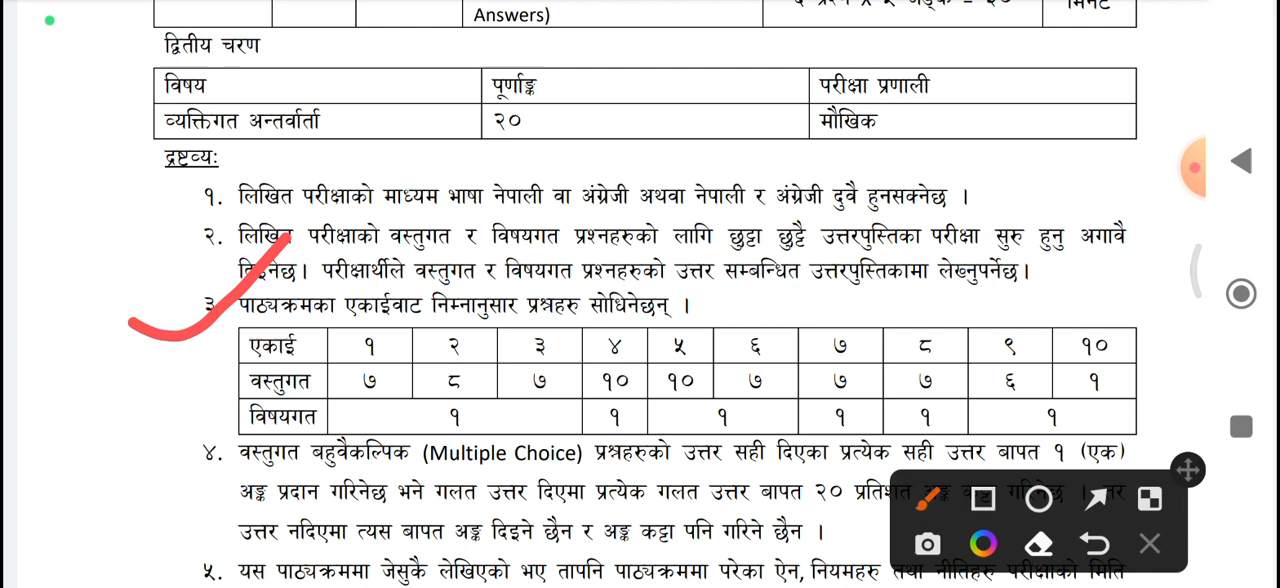 Answers)
द्वितीय चरण
विषय पूर्णाङ्क परीक्षा प्रणाली
व्यक्तिगत अन्तर्वार्ता २० मौखिक
द्रष्टव्य:
१. लिखित परीक्षाको माध्यम भाषा नेपाली वा अंग्रेजी अथवा नेपाली र अंग्रेजी दुवै हुनसक्नेछ ।
२. लिखित परीक्षाको वस्तुगत र विषयगत प्रश्नहरुको लागि छुट्टा छुट्टै उत्तरपुस्तिका परीक्षा सुरु हुनु अगावै
दिइनेछ। परीक्षार्थीले वस्तुगत र विषयगत प्रश्नहरुको उत्तर सम्बन्धित उत्तरपुस्तिकामा लेख्नुपर्नेछ।
३. पाठ्यक्रमका एकाईवाट निम्नानुसार प्रश्नहरु सोधिनेछन् ।
एकाई १ २ ३ ४ ५ ६ ७ ८ ९ १०
वस्तुगत ७ ८ ७ १० १० ७ ७ ७ ६ १
विषयगत १ १ १ १ १ १
४. वस्तुगत बहुवैकल्पिक (Multiple Choice) प्रश्नहरुको उत्तर सही दिएका प्रत्येक सही उत्तर बापत १ (एक)
अङ्क प्रदान गरिनेछ भने गलत उत्तर दिएमा प्रत्येक गलत उत्तर बापत २० प्रतिशत अङ्क कट्टा गरिनेछ । तर
उत्तर नदिएमा त्यस बापत अङ्क दिइने छैन र अङ्क कट्टा पनि गरिने छैन ।
५. यस पाठ्यक्रममा जेसुकै लेखिएको भए तापनि पाठ्यक्रममा परेका ऐन, नियमहरु तथा नीतिहरु परीक्षाको मिति